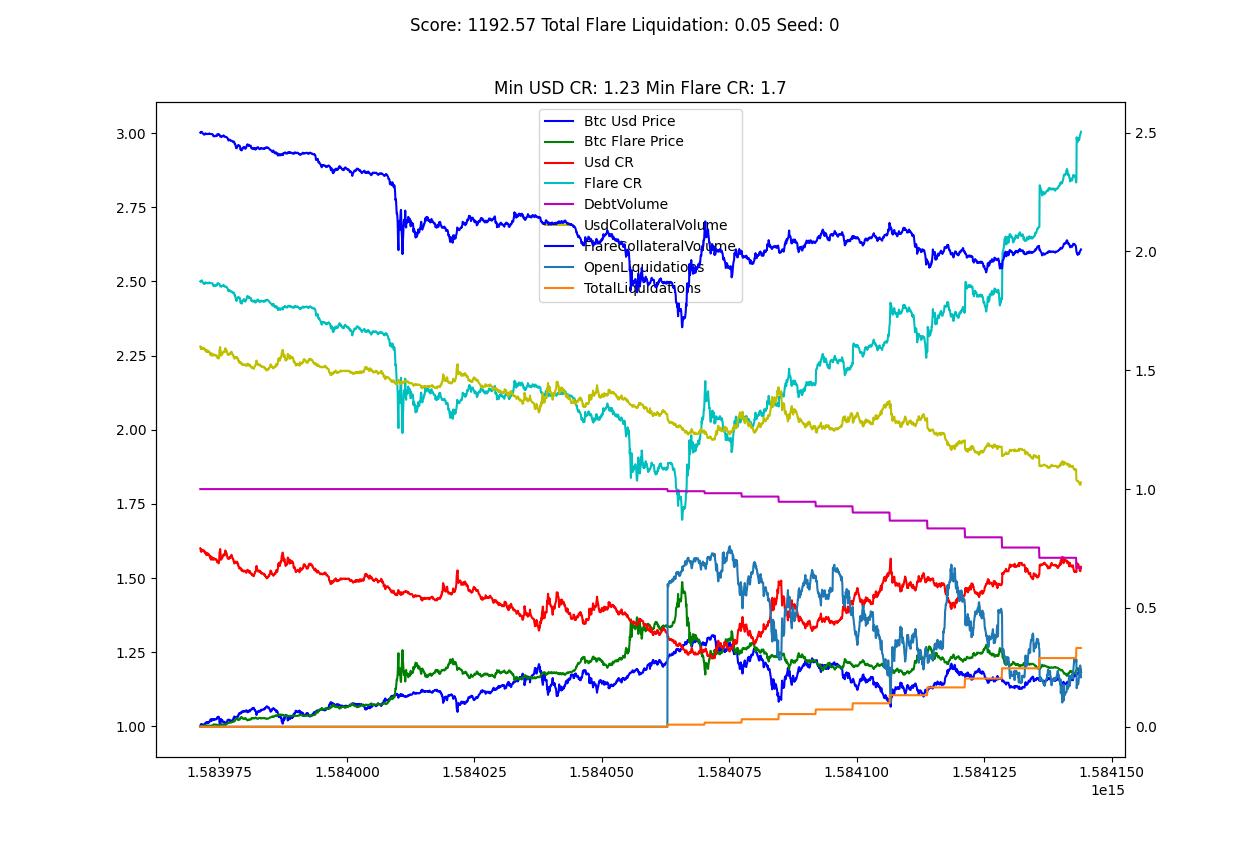 Score: 1192.57 Total Flare Liquidation: 0.05 Seed: 0
Min USD CR: 1.23 Min Flare CR: 1.7
Btc Usd Price
Btc Flare Price
Usd CR
Flare CR
DebtVolume
UsdCollateralVolume
FlareCollateralVolume
OpenLiquidations
TotalLiquidations
3.00
2.75
2.50
2.25
2.00
1.75
1.50
1.25
1.00
2.5
2.0
1.5
1.0
0.5
0.0
1.583975 1.584000 1.584025 1.584050 1.584075 1.584100 1.584125 1.584150
1e15